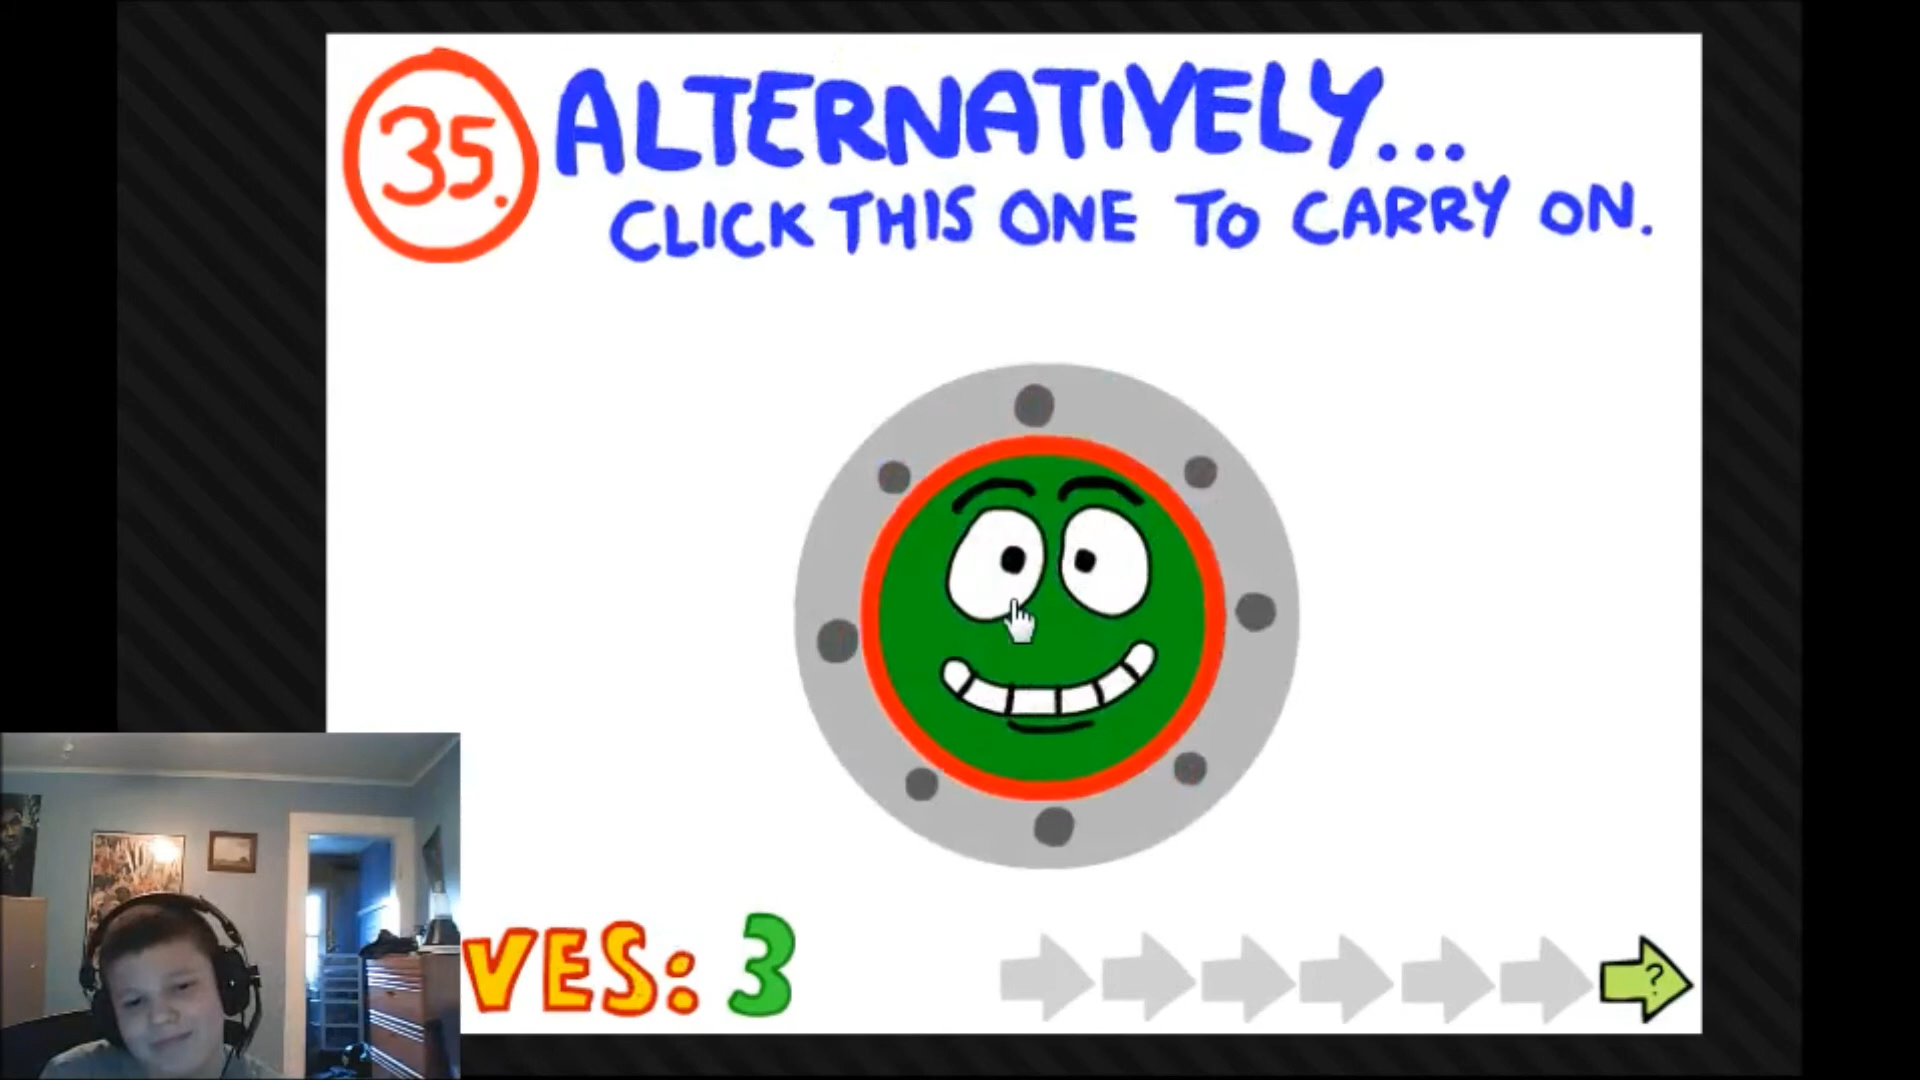 35.
ALTERNATIVELY...
CLICK THIS ONE TO CARRY ON.
VES: 3
?